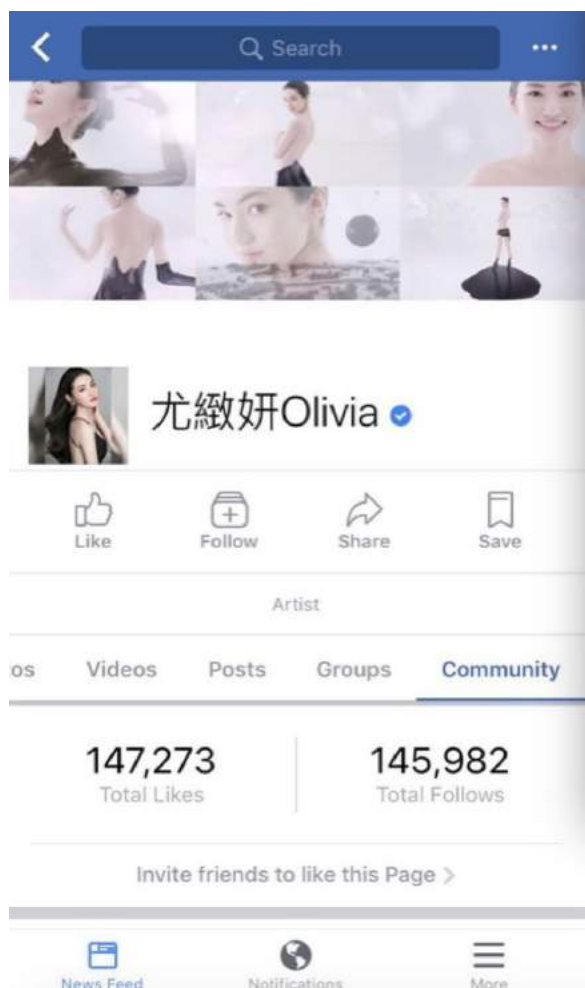 Search
尤緻妍Olivia
Like Follow Share Save
Artist
os Videos Posts Groups Community
147,273 145,982
Total Likes Total Follows
Invite friends to like this Page
News Feed Notifications More